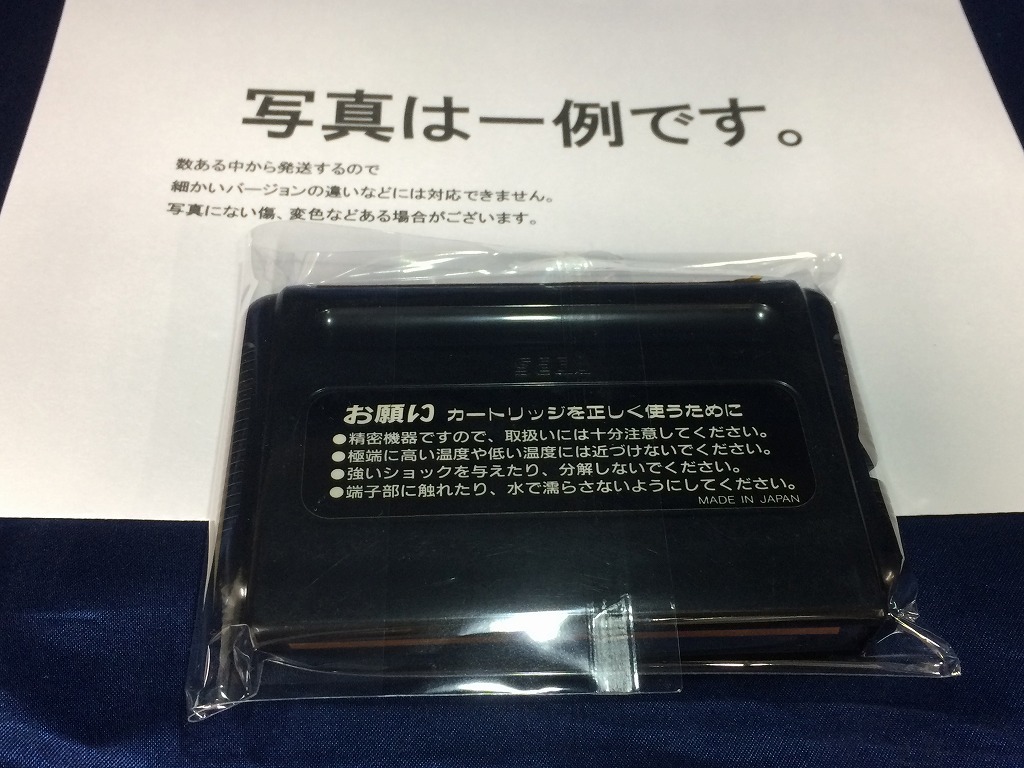 写真は一例です。
数ある中から発送するので
細かいバージョンの違いなどには対応できません。
写真にない傷、変色などある場合がございます。
SEGA
お願い カートリッジを正しく使うために
●精密機器ですので、取扱いには十分注意してください。
●極端に高い温度や低い温度には近づけないでください。
●強いショックを与えたり、分解しないでください。
●端子部に触れたり、水で濡らさないようにしてください。
MADE IN JAPAN